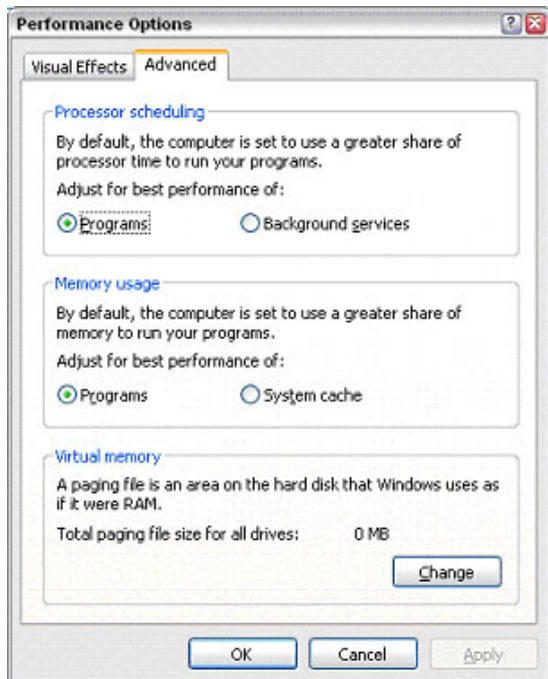 Performance Options
Visual Effects Advanced
Processor scheduling
By default, the computer is set to use a greater share of
processor time to run your programs.
Adjust for best performance of:
Programs Background services
Memory usage
By default, the computer is set to use a greater share of
memory to run your programs.
Adjust for best performance of:
Programs System cache
Virtual memory
A paging file is an area on the hard disk that Windows uses as
if it were RAM.
Total paging file size for all drives: 0 MB
Change
OK Cancel Apply